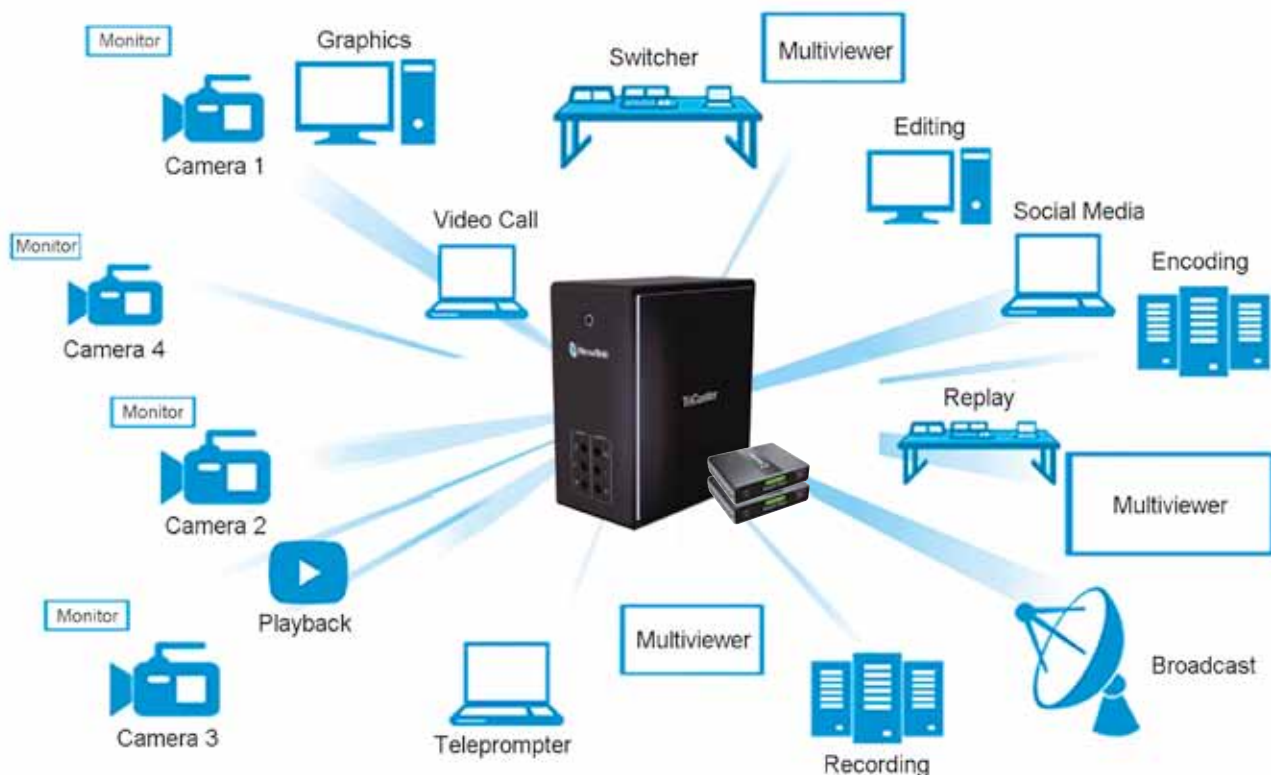 Monitor
Graphics
Switcher
Multiviewer
Camera 1
Editing
Video Call
Social Media
Monitor
Encoding
Camera 4
NewTek
TriCaster
Monitor
Replay
Camera 2
Multiviewer
Monitor
Playback
Multiviewer
Broadcast
Camera 3
Teleprompter
Recording